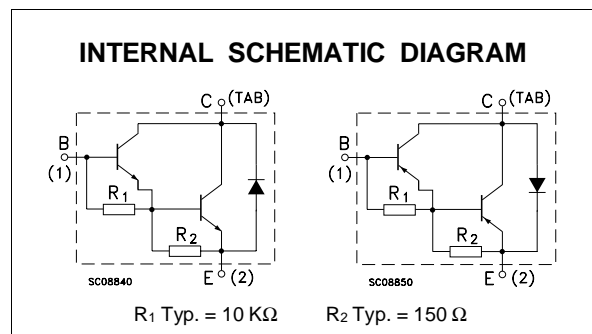 INTERNAL SCHEMATIC DIAGRAM
C (TAB)
B
(1)
R1
R2
E (2)
SC08840
C (TAB)
B
(1)
R1
R2
E (2)
SC08850
R1 Typ. = 10 KΩ R2 Typ. = 150 Ω